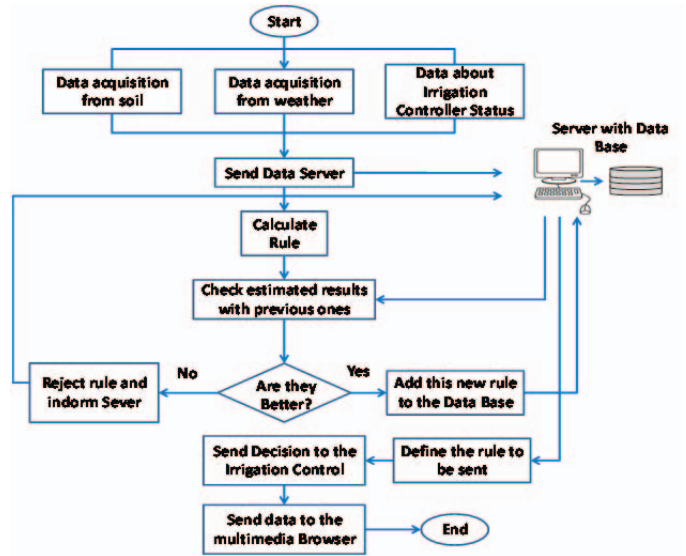 Start
Data acquisition
from soil
Data acquisition
from weather
Data about
Irrigation
Controller Status
Server with Data
Base
Send Data Server
Calculate
Rule
Check estimated results
with previous ones
No
Are they
Better?
Yes
Reject rule and
indorm Sever
Add this new rule
to the Data Base
Send Decision to the
Irrigation Control
Define the rule to
be sent
Send data to the
multimedia Browser
End